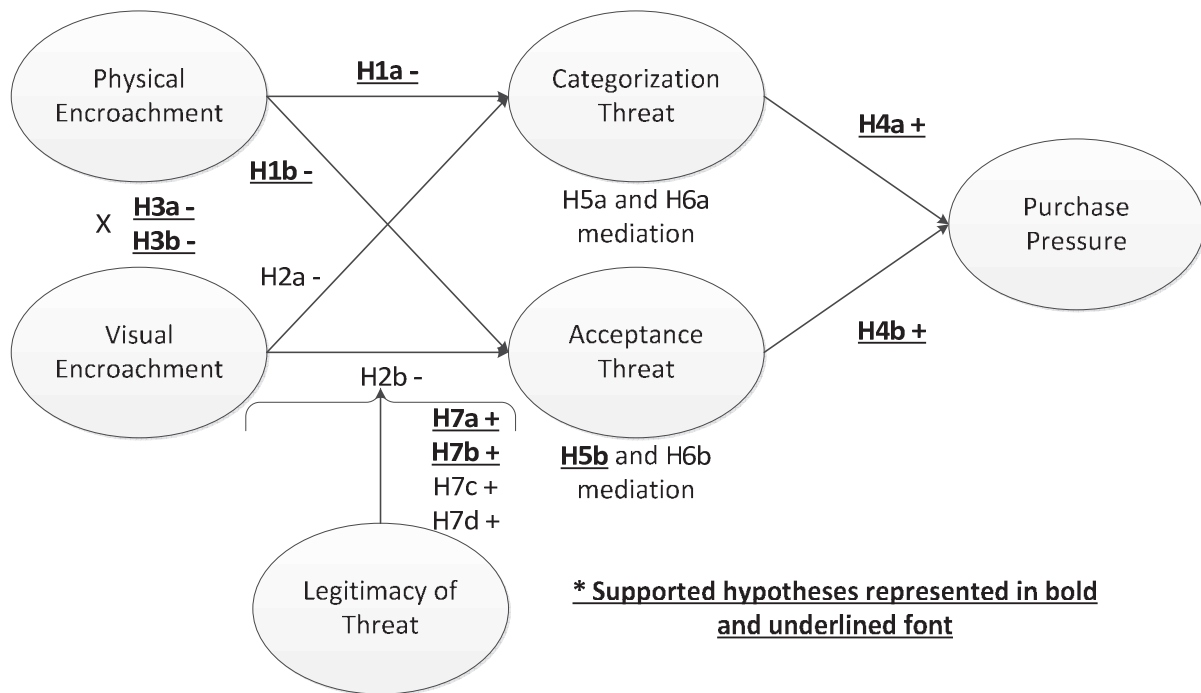 Physical
Encroachment
H1a -
Categorization
Threat
H4a +
H1b -
X
H3a -
H3b -
H5a and H6a
mediation
Purchase
Pressure
H2a -
Visual
Encroachment
Acceptance
Threat
H4b +
H2b -
H7a +
H7b +
H7c +
H7d +
H5b and H6b
mediation
Legitimacy of
Threat
* Supported hypotheses represented in bold
and underlined font